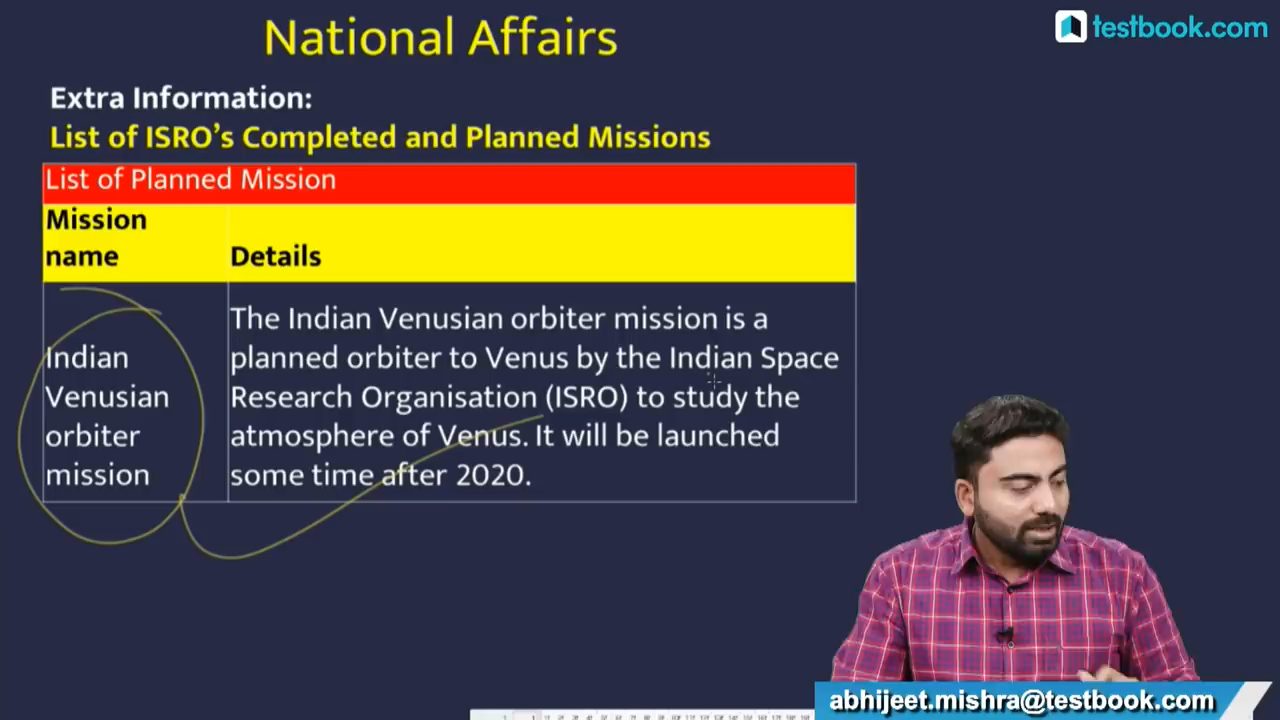 National Affairs
testbook.com
Extra Information:
List of ISRO's Completed and Planned Missions
List of Planned Mission
Mission
name
Details
Indian
Venusian
orbiter
mission
The Indian Venusian orbiter mission is a
planned orbiter to Venus by the Indian Space
Research Organisation (ISRO) to study the
atmosphere of Venus. It will be launched
some time after 2020.
abhijeet.mishra@testbook.com